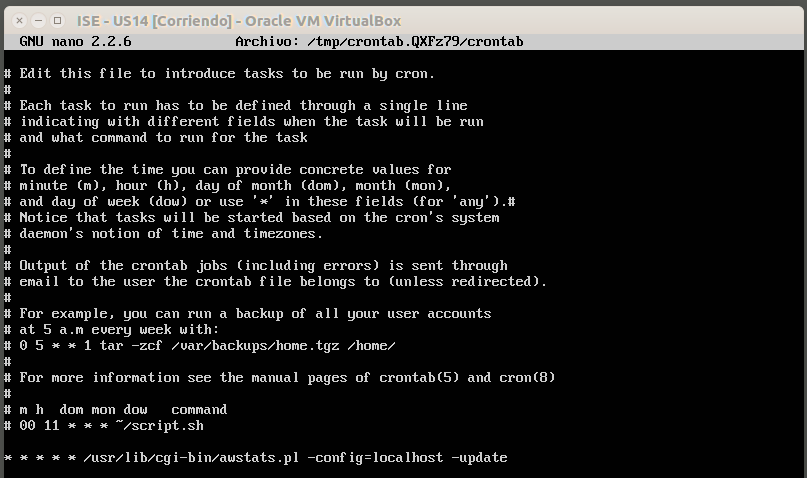 ISE - US14 [Corriendo] - Oracle VM VirtualBox
GNU nano 2.2.6 Archivo: /tmp/crontab.QXFz79/crontab
# Edit this file to introduce tasks to be run by cron.
#
# Each task to run has to be defined through a single line
# indicating with different fields when the task will be run
# and what command to run for the task
#
# To define the time you can provide concrete values for
# minute (m), hour (h), day of month (dom), month (mon),
# and day of week (dow) or use '*' in these fields (for 'any').#
# Notice that tasks will be started based on the cron's system
# daemon's notion of time and timezones.
#
# Output of the crontab jobs (including errors) is sent through
# email to the user the crontab file belongs to (unless redirected).
#
# For example, you can run a backup of all your user accounts
# at 5 a.m every week with:
# 0 5 * * 1 tar -zcf /var/backups/home.tgz /home/
#
# For more information see the manual pages of crontab(5) and cron(8)
#
# m h  dom mon dow   command
# 00 11 * * * ~/script.sh
* * * * * /usr/lib/cgi-bin/awstats.pl -config=localhost -update